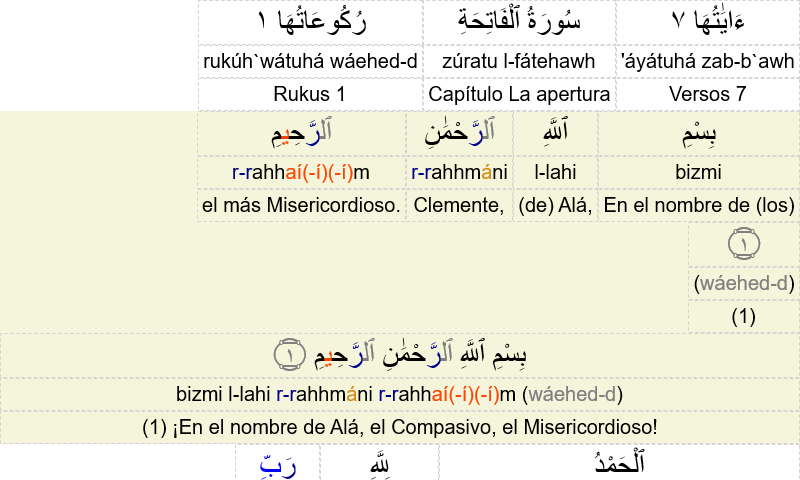 ءَايَٰتُهَا ٧ سُورَةُ ٱلْفَاتِحَةِ رُكُوعَاتُهَا ١
'áyátuhá zab-b`awh zúratu l-fátehawh rukúh`wátuhá wáehed-d
Versos 7 Capítulo La apertura Rukus 1
بِسْمِ ٱللَّهِ ٱلرَّحْمَٰنِ ٱلرَّحِيمِ
bizmi l-lahi r-rahhmáni r-rahhaí(-í)(-í)m
En el nombre de (los) (de) Alá, Clemente, el más Misericordioso.
١
(wáehed-d)
(1)
بِسْمِ ٱللَّهِ ٱلرَّحْمَٰنِ ٱلرَّحِيمِ ١
bizmi l-lahi r-rahhmáni r-rahhaí(-í)(-í)m (wáehed-d)
(1) ¡En el nombre de Alá, el Compasivo, el Misericordioso!
ٱلْحَمْدُ لِلَّهِ رَبِّ